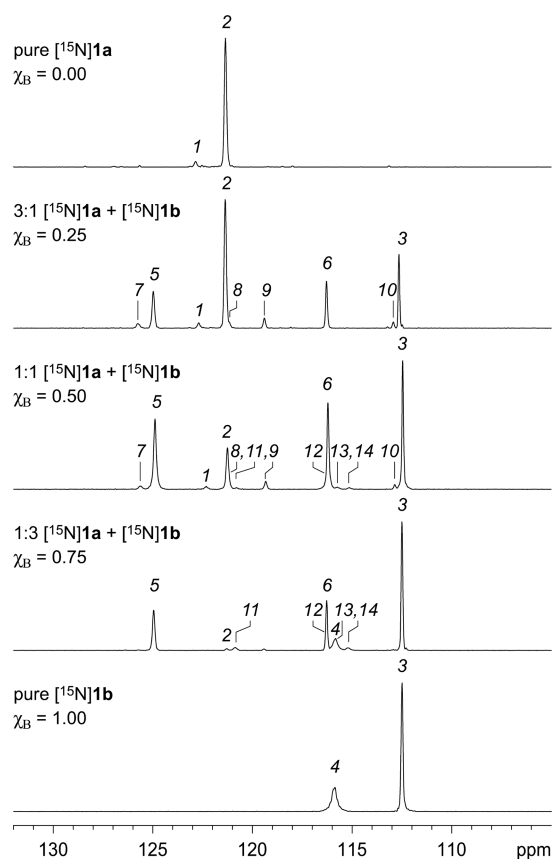 pure [¹⁵N]1a
χB = 0.00
1
2
3:1 [¹⁵N]1a + [¹⁵N]1b
χB = 0.25
7
5
1
2
8
9
6
10
3
1:1 [¹⁵N]1a + [¹⁵N]1b
χB = 0.50
7
5
1
2
8,11,9
6
12
13,14
10
3
1:3 [¹⁵N]1a + [¹⁵N]1b
χB = 0.75
5
2
11
6
12
4
13,14
3
pure [¹⁵N]1b
χB = 1.00
4
3
130 125 120 115 110 ppm